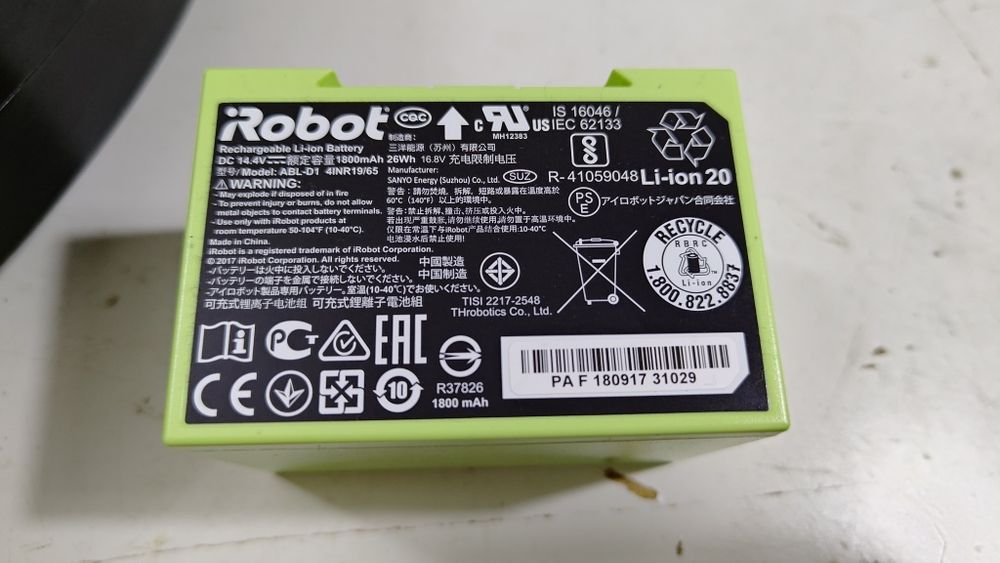 iRobot
CQC
c RU US
MH12383
IS 16046 /
IEC 62133
Rechargeable Li-ion Battery
DC 14.4V 额定容量1800mAh 26Wh 16.8V 充电限制电压
型号/ Model: ABL-D1 4INR19/65
制造商:
三洋能源（苏州）有限公司
Manufacturer:
SANYO Energy (Suzhou) Co., Ltd.
SUZ
R- 41059048
Li-ion 20
WARNING:
- May explode if disposed of in fire
- To prevent injury or burns, do not allow
metal objects to contact battery terminals.
- Use only with iRobot products at
room temperature 50-104°F (10-40°C).
Made in China.
iRobot is a registered trademark of iRobot Corporation.
© 2017 iRobot Corporation. All rights reserved.
-バッテリーは火中に投入しないでください。
-バッテリーの端子を金属で接続しないでください。
-アイロボット製品専用バッテリー。室温(10-40℃)でお使いください。
可充式锂离子电池组 可充式鋰離子電池組
警告: 請勿焚燒，拆解，短路或暴露在温度高於
60°C（140°F）以上的環境中。
警告: 禁止拆解、撞击、挤压或投入火中。
若出现严重鼓胀,请勿继续使用,请勿置于高温环境中。
仅限在常温下与iRobot产品结合使用:10-40°C
电池浸水后禁止使用!
PS
E
アイロボットジャパン合同会社
中國製造
中国制造
TISI 2217-2548
THrobotics Co., Ltd.
RECYCLE
RBRC
Li-ion
1.800.822.8837
EAC
CE
10
R37826
1800 mAh
PA F 180917 31029